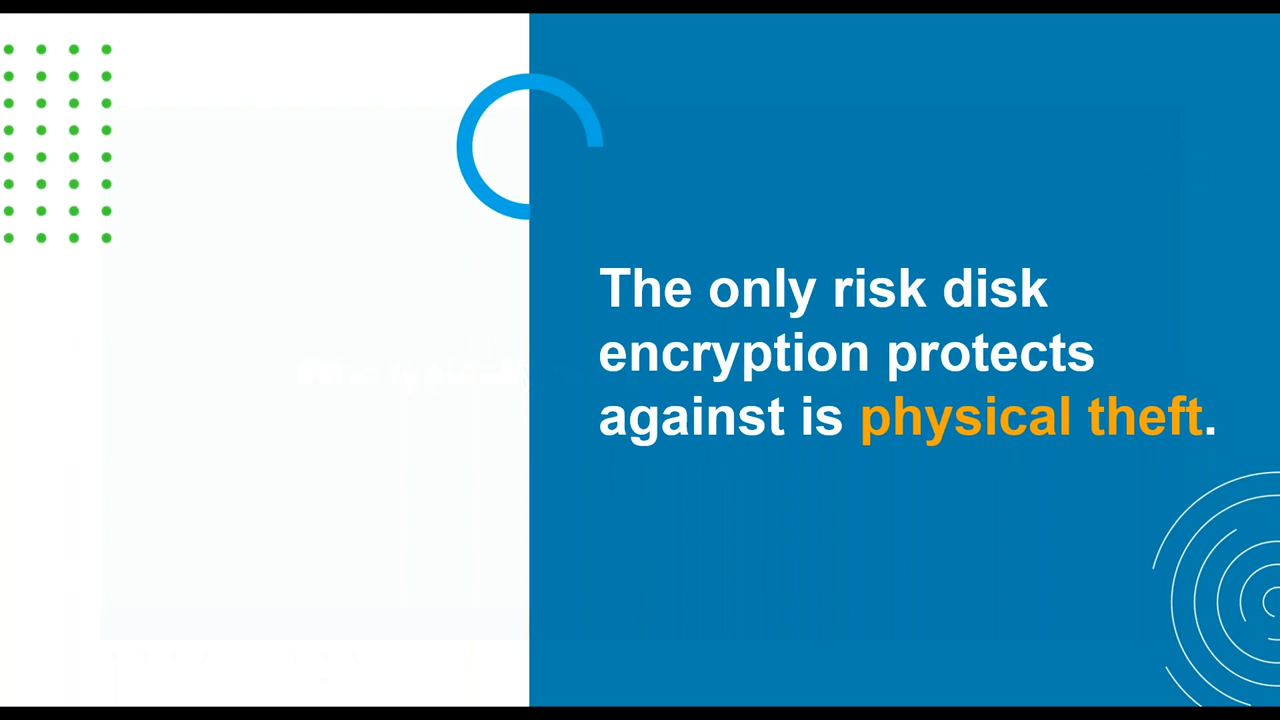 The only risk disk
encryption protects
against is physical theft.